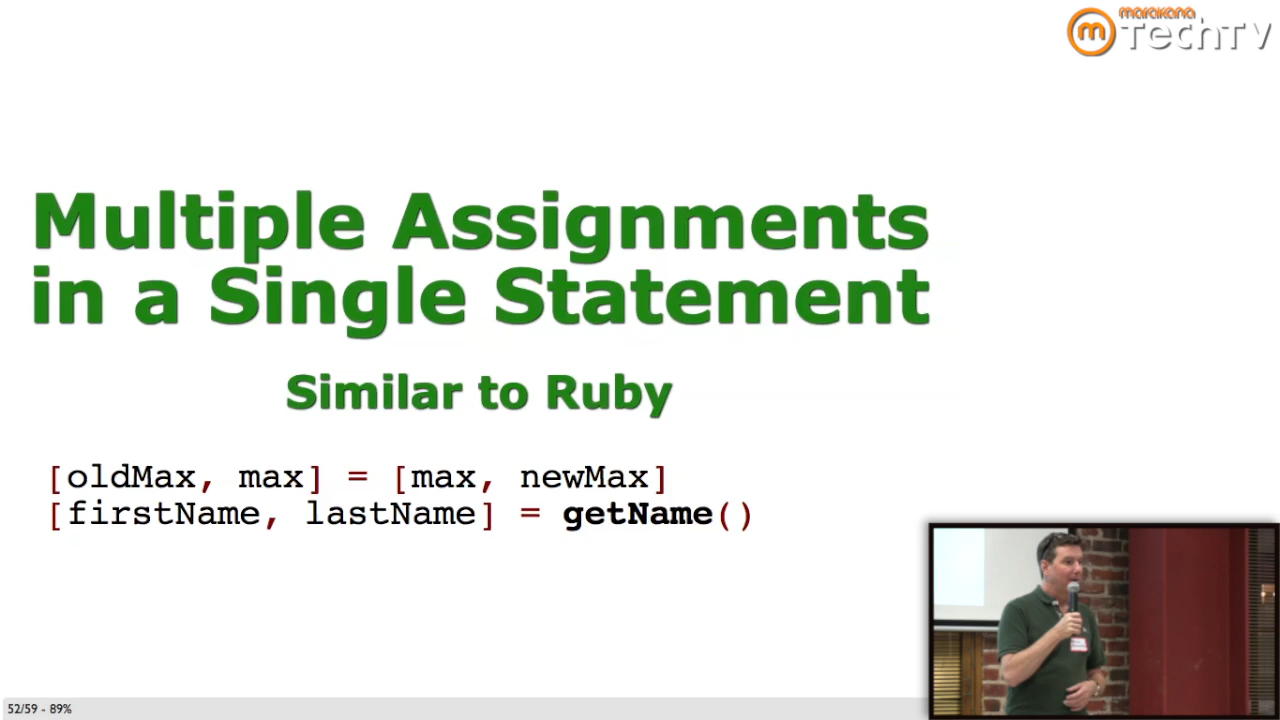 marakana
TechTV
Multiple Assignments
in a Single Statement
Similar to Ruby
[oldMax, max] = [max, newMax]
[firstName, lastName] = getName()
52/59 - 89%